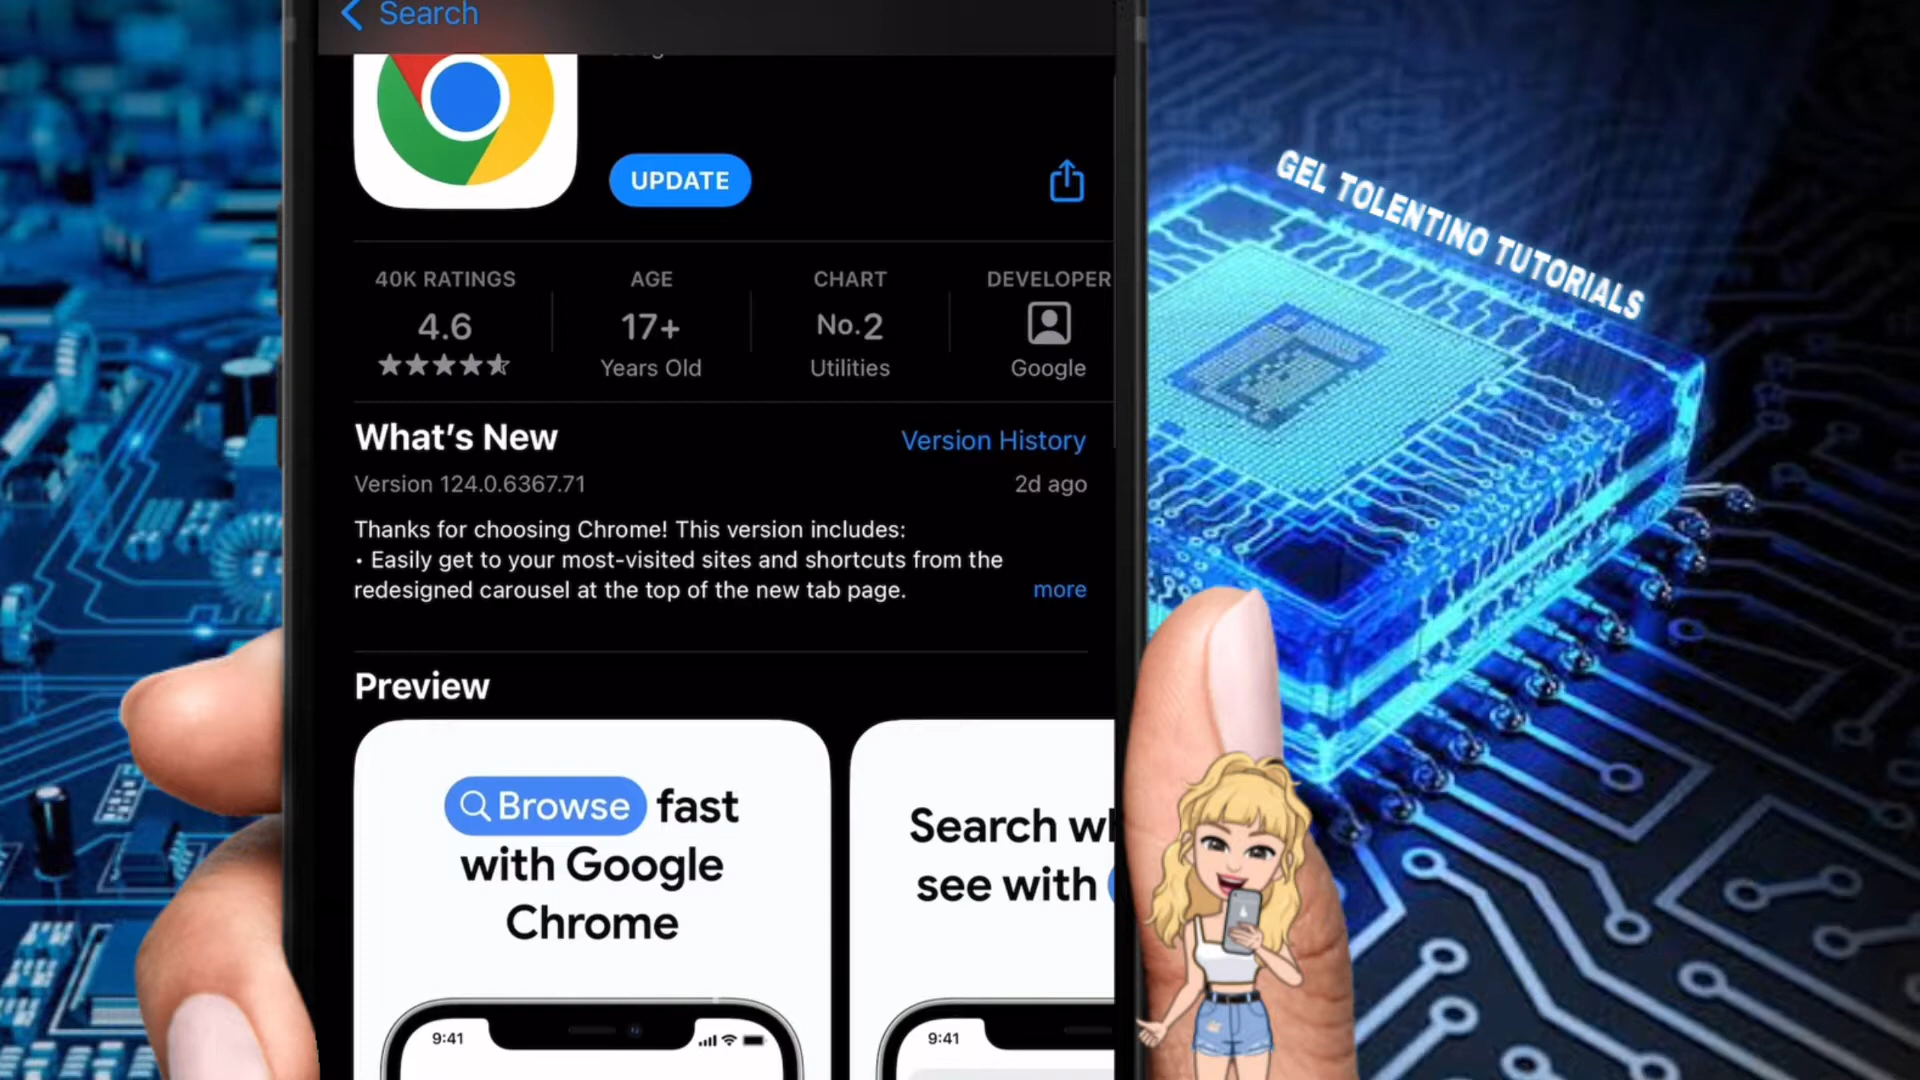 Search
UPDATE
GEL TOLENTINO TUTORIALS
40K RATINGS
4.6
AGE
17+
Years Old
CHART
No.2
Utilities
DEVELOPER
Google
What's New
Version History
Version 124.0.6367.71
2d ago
Thanks for choosing Chrome! This version includes:
• Easily get to your most-visited sites and shortcuts from the
redesigned carousel at the top of the new tab page.
more
Preview
Browse fast
with Google
Chrome
Search
see with
9:41
9:41